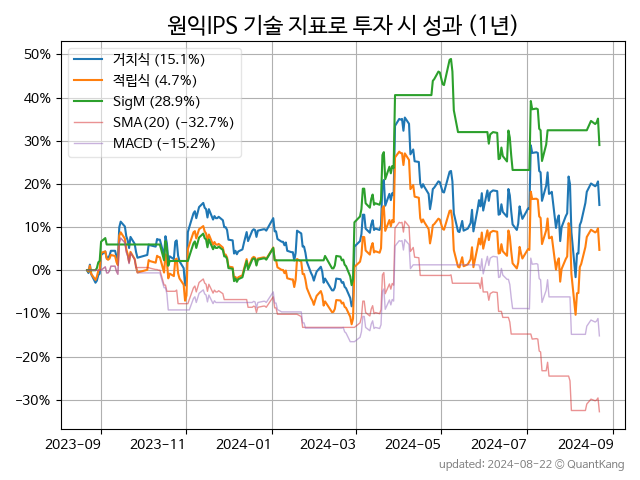 원익IPS 기술 지표로 투자 시 성과 (1년)
거치식 (15.1%)
적립식 (4.7%)
SigM (28.9%)
SMA(20) (−32.7%)
MACD (−15.2%)
50%
40%
30%
20%
10%
0%
−10%
−20%
−30%
2023-09 2023-11 2024-01 2024-03 2024-05 2024-07 2024-09
updated: 2024-08-22 © QuantKang